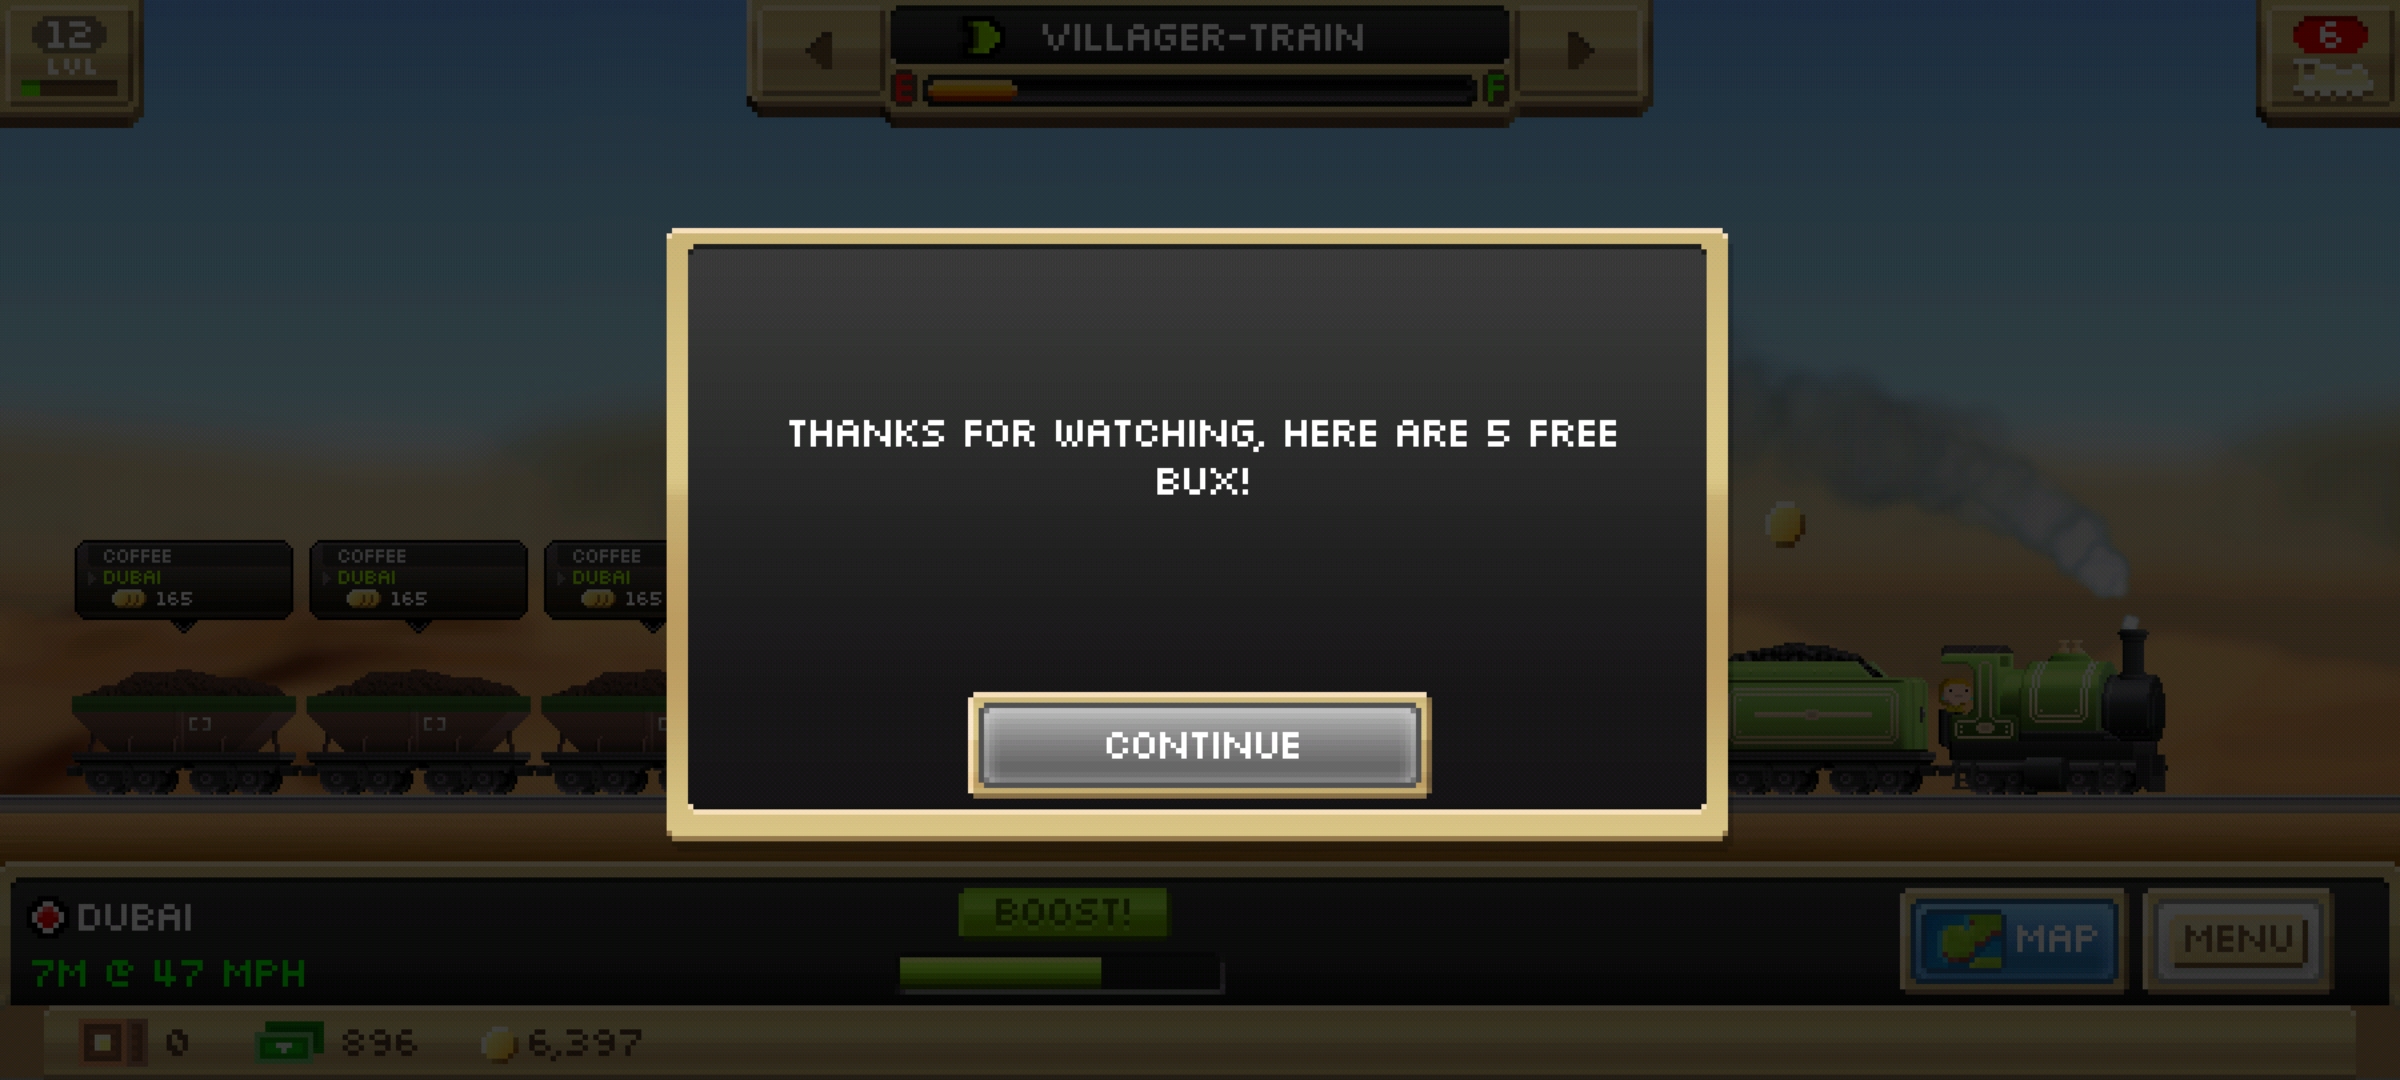 12
LVL
VILLAGER-TRAIN
E F
6
THANKS FOR WATCHING, HERE ARE 5 FREE
BUX!
COFFEE
DUBAI
165
COFFEE
DUBAI
165
COFFEE
DUBAI
165
CONTINUE
DUBAI
7M @ 47 MPH
BOOST!
MAP
MENU
0
896
6,397